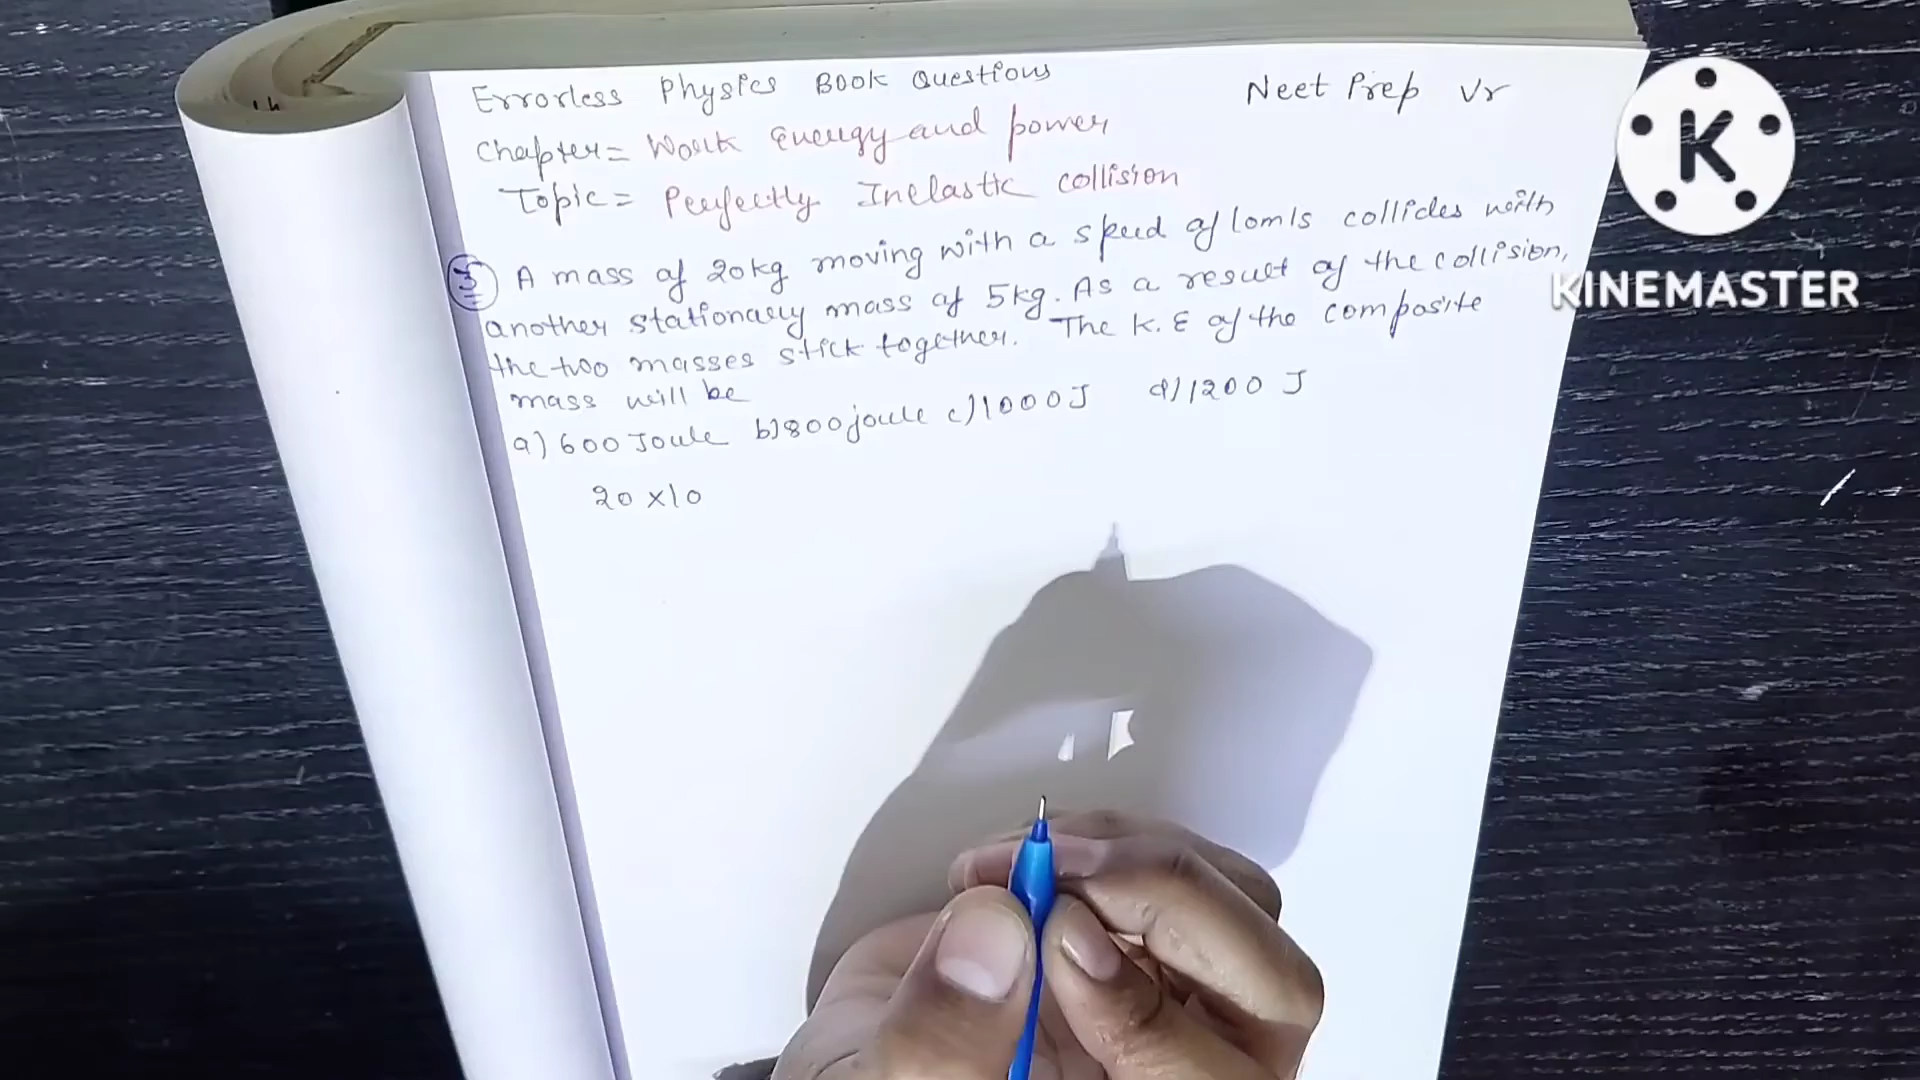 Errorless Physics Book Questions
Neet Prep Vr
Chapter= Work Energy and power
Topic= Perfectly Inelastic collision
A mass of 20kg moving with a speed of 10m/s collides with
another stationary mass of 5kg. As a result of the collision,
the two masses stick together. The K.E of the composite
mass will be
a) 600 Joule b) 800 joule c) 1000 J d) 1200 J
20 x10
K
KINEMASTER